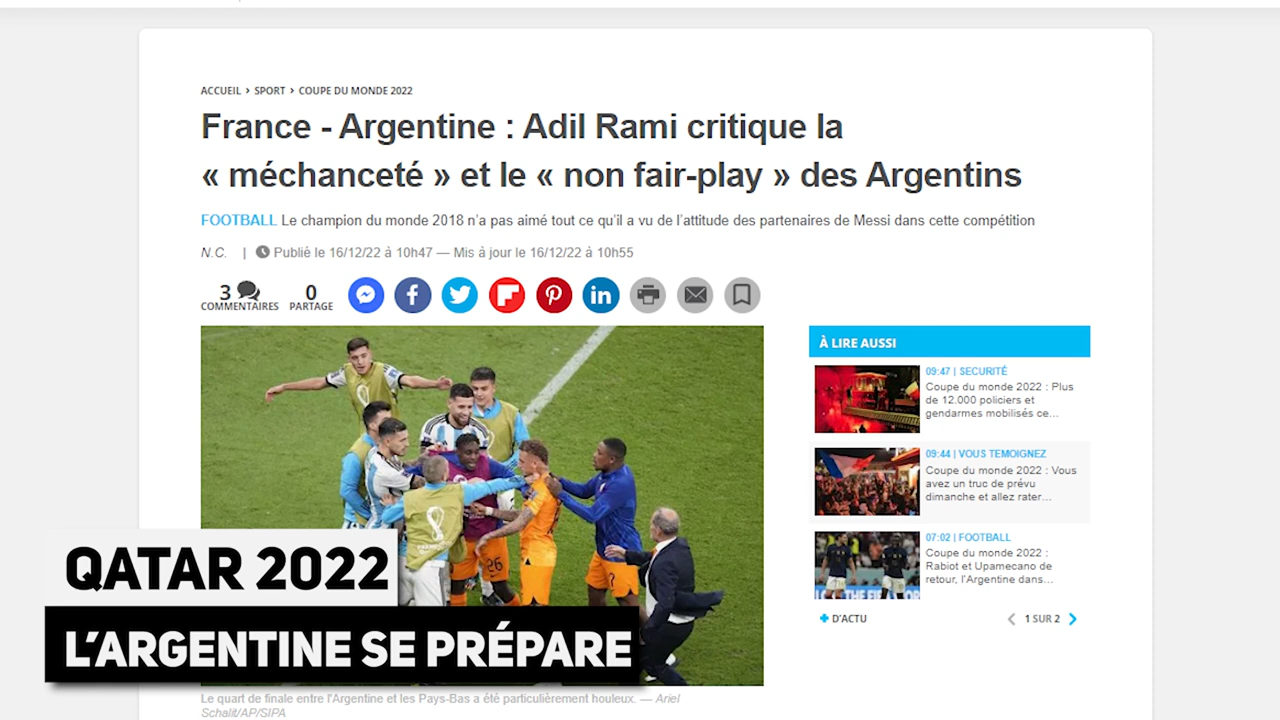 ACCUEIL › SPORT › COUPE DU MONDE 2022
France - Argentine : Adil Rami critique la
« méchanceté » et le « non fair-play » des Argentins
FOOTBALL Le champion du monde 2018 n'a pas aimé tout ce qu'il a vu de l'attitude des partenaires de Messi dans cette compétition
N.C. | Publié le 16/12/22 à 10h47 — Mis à jour le 16/12/22 à 10h55
3
COMMENTAIRES
0
PARTAGE
26
7
À LIRE AUSSI
09:47 | SECURITÉ
Coupe du monde 2022 : Plus
de 12.000 policiers et
gendarmes mobilisés ce...
09:44 | VOUS TEMOIGNEZ
Coupe du monde 2022 : Vous
avez un truc de prévu
dimanche et allez rater...
07:02 | FOOTBALL
Coupe du monde 2022 :
Rabiot et Upamecano de
retour, l'Argentine dans...
D'ACTU
1 SUR 2
QATAR 2022
L'ARGENTINE SE PRÉPARE
Le quart de finale entre l'Argentine et les Pays-Bas a été particulièrement houleux. — Ariel
Schalit/AP/SIPA